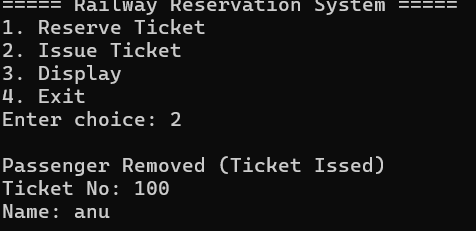 ===== Railway Reservation System =====
1. Reserve Ticket
2. Issue Ticket
3. Display
4. Exit
Enter choice: 2
Passenger Removed (Ticket Issed)
Ticket No: 100
Name: anu